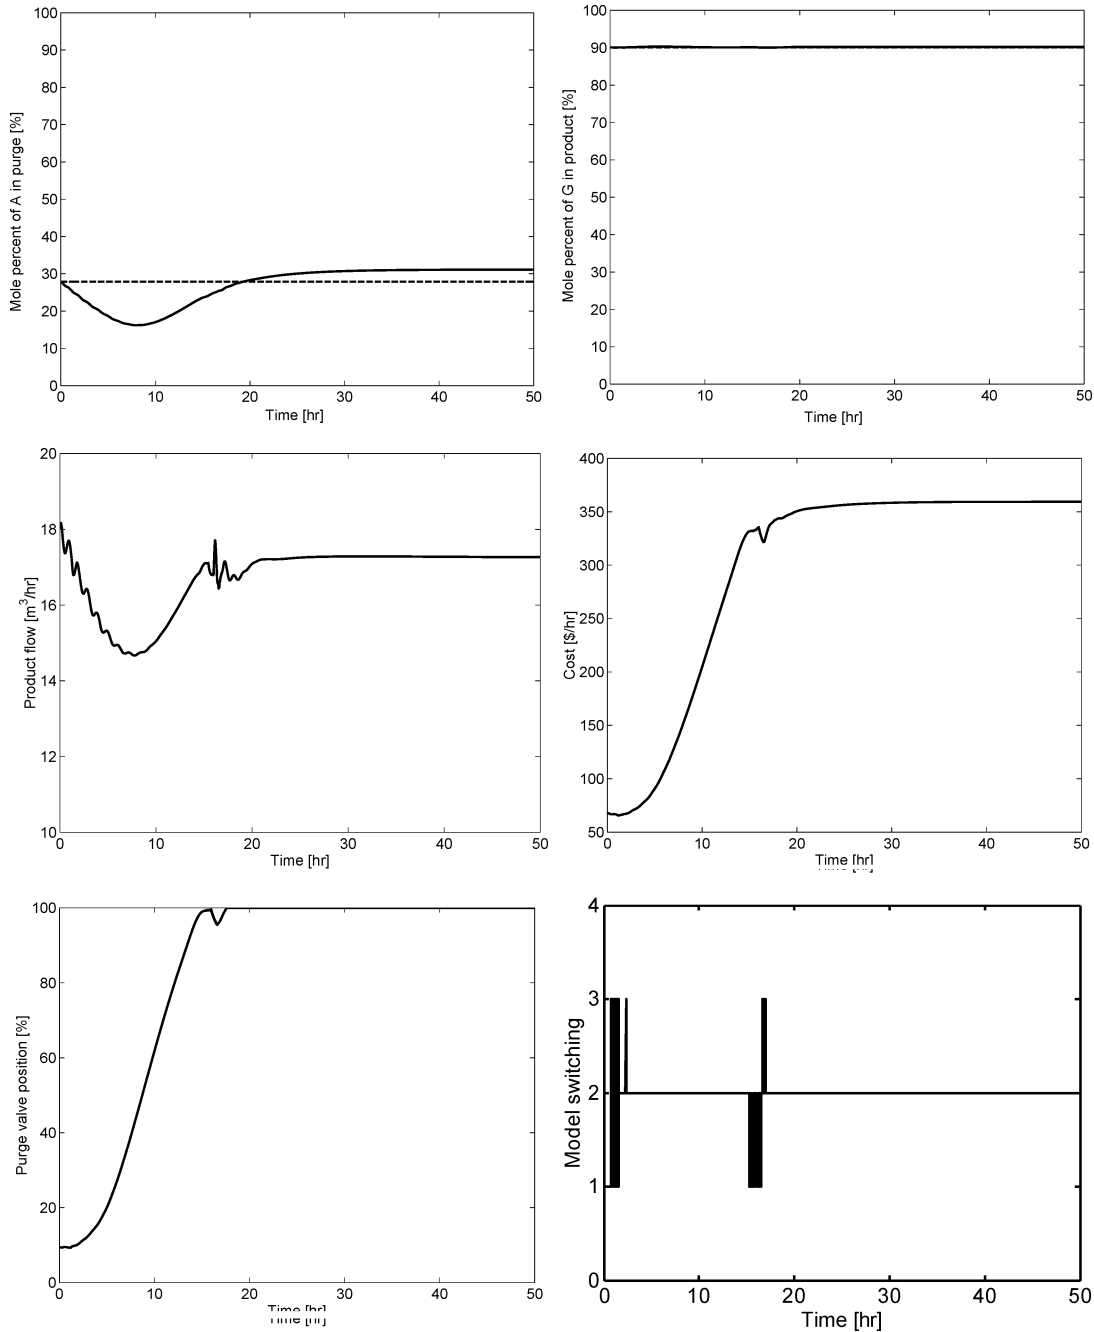 100
90
80
70
60
50
40
30
20
10
0
Mole percent of A in purge [%]
0 10 20 30 40 50
Time [hr]
100
90
80
70
60
50
40
30
20
10
0
Mole percent of G in product [%]
0 10 20 30 40 50
Time [hr]
20
18
16
14
12
10
Product flow [m³/hr]
0 10 20 30 40 50
Time [hr]
400
350
300
250
200
150
100
50
Cost [$/hr]
0 10 20 30 40 50
Time [hr]
Time [hr]
100
80
60
40
20
0
Purge valve position [%]
0 10 20 30 40 50
Time [hr]
Time [hr]
4
3
2
1
0
Model switching
0 10 20 30 40 50
Time [hr]